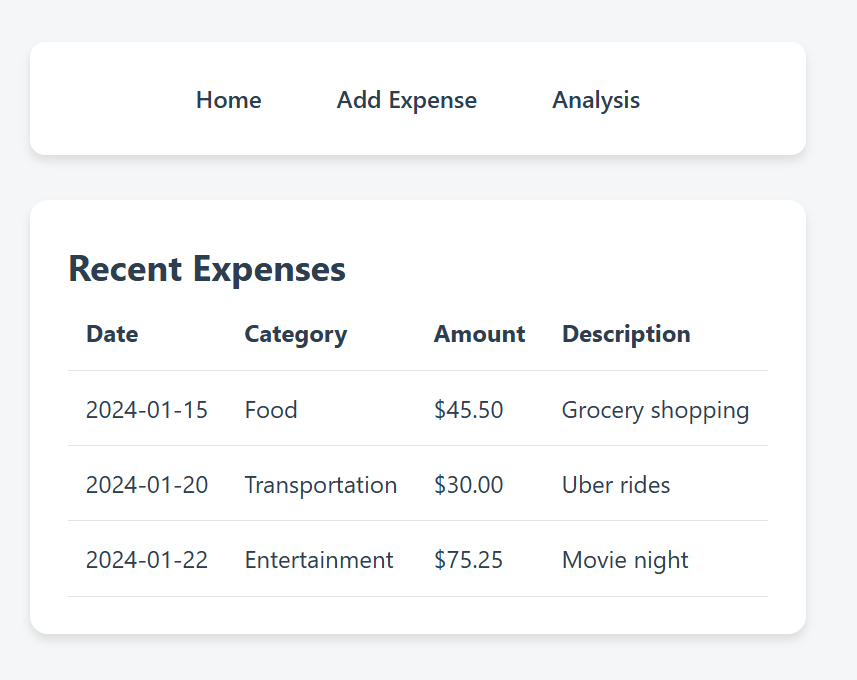 Home Add Expense Analysis
Recent Expenses
Date Category Amount Description
2024-01-15 Food $45.50 Grocery shopping
2024-01-20 Transportation $30.00 Uber rides
2024-01-22 Entertainment $75.25 Movie night